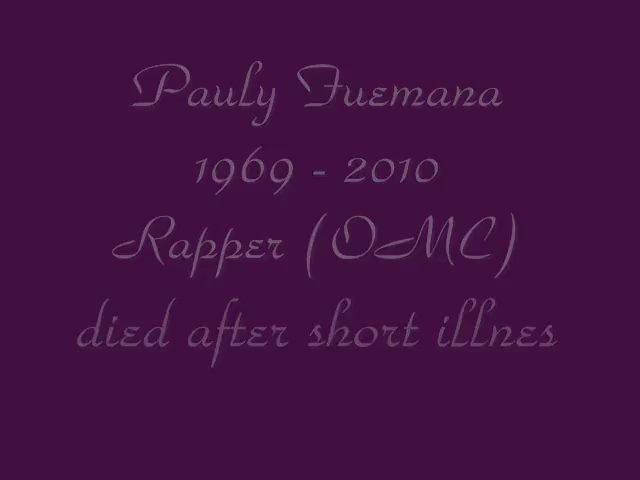 Pauly Fuemana
1969 - 2010
Rapper (OMC)
died after short illnes